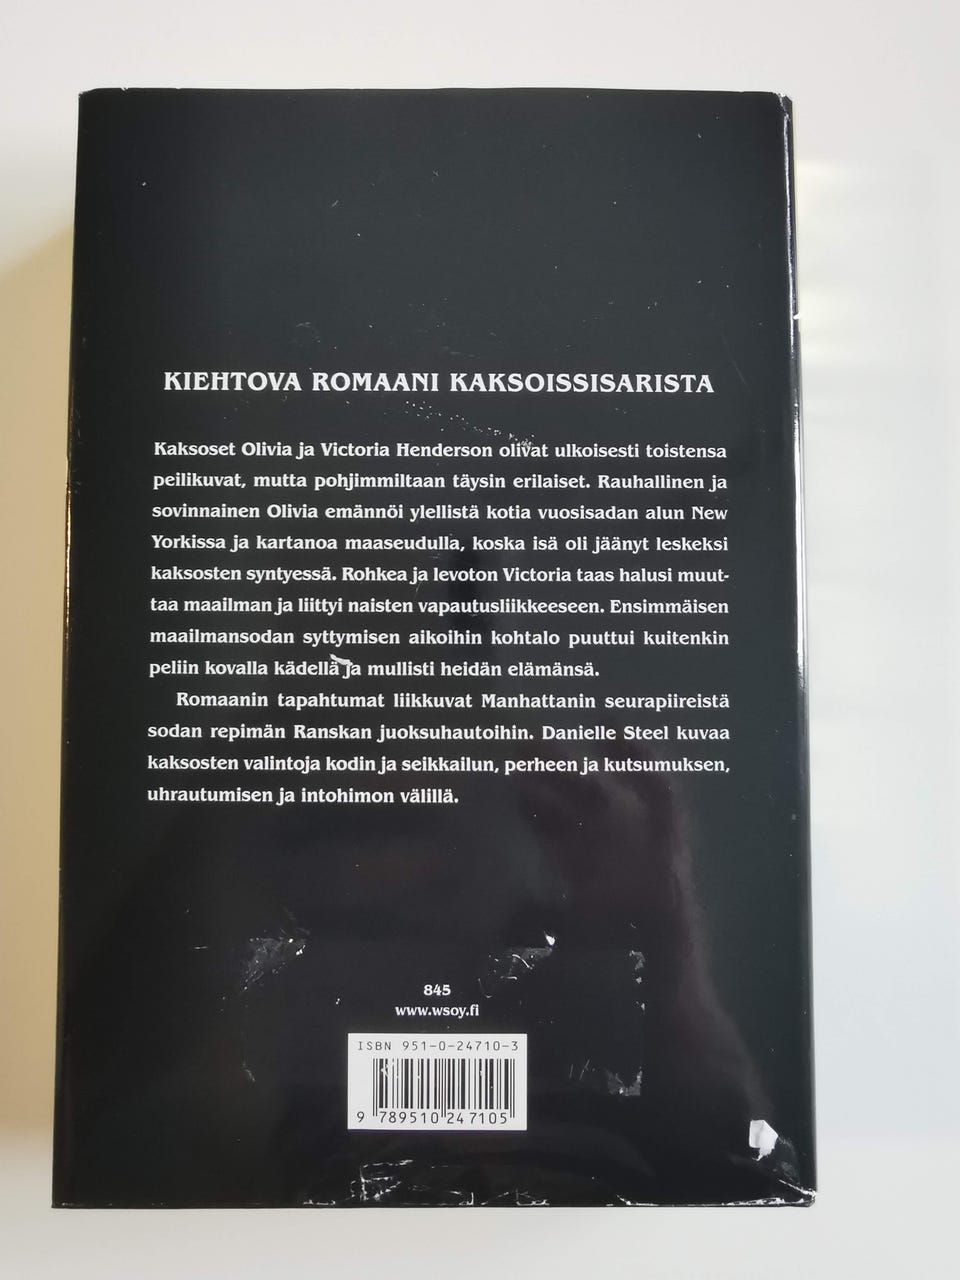 KIEHTOVA ROMAANI KAKSOISSISARISTA
Kaksoset Olivia ja Victoria Henderson olivat ulkoisesti toistensa
peilikuvat, mutta pohjimmiltaan täysin erilaiset. Rauhallinen ja
sovinnainen Olivia emännöi ylellistä kotia vuosisadan alun New
Yorkissa ja kartanoa maaseudulla, koska isä oli jäänyt leskeksi
kaksosten syntyessä. Rohkea ja levoton Victoria taas halusi muut-
taa maailman ja liittyi naisten vapautusliikkeeseen. Ensimmäisen
maailmansodan syttymisen aikoihin kohtalo puuttui kuitenkin
peliin kovalla kädellä ja mullisti heidän elämänsä.
Romaanin tapahtumat liikkuvat Manhattanin seurapiireistä
sodan repimän Ranskan juoksuhautoihin. Danielle Steel kuvaa
kaksosten valintoja kodin ja seikkailun, perheen ja kutsumuksen,
uhrautumisen ja intohimon välillä.
845
www.wsoy.fi
ISBN 951-0-24710-3
9 789510 247105